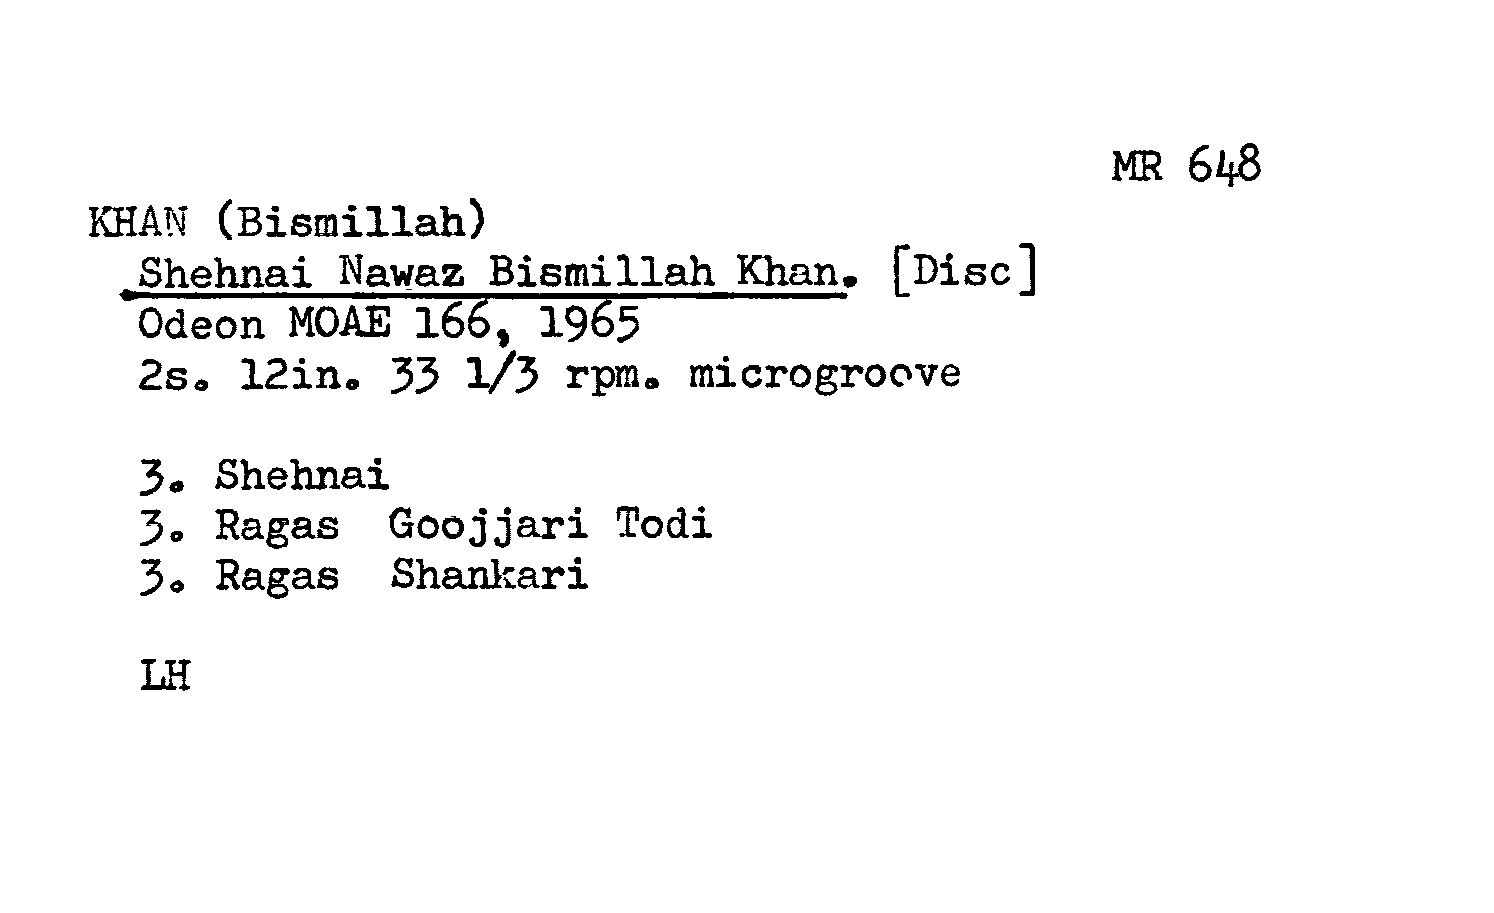 MR 648
KHAN (Bismillah)
Shehnai Nawaz Bismillah Khan. [Disc]
Odeon MOAE 166, 1965
2s. 12in. 33 1/3 rpm. microgroove
3. Shehnai
3. Ragas Goojjari Todi
3. Ragas Shankari
LH